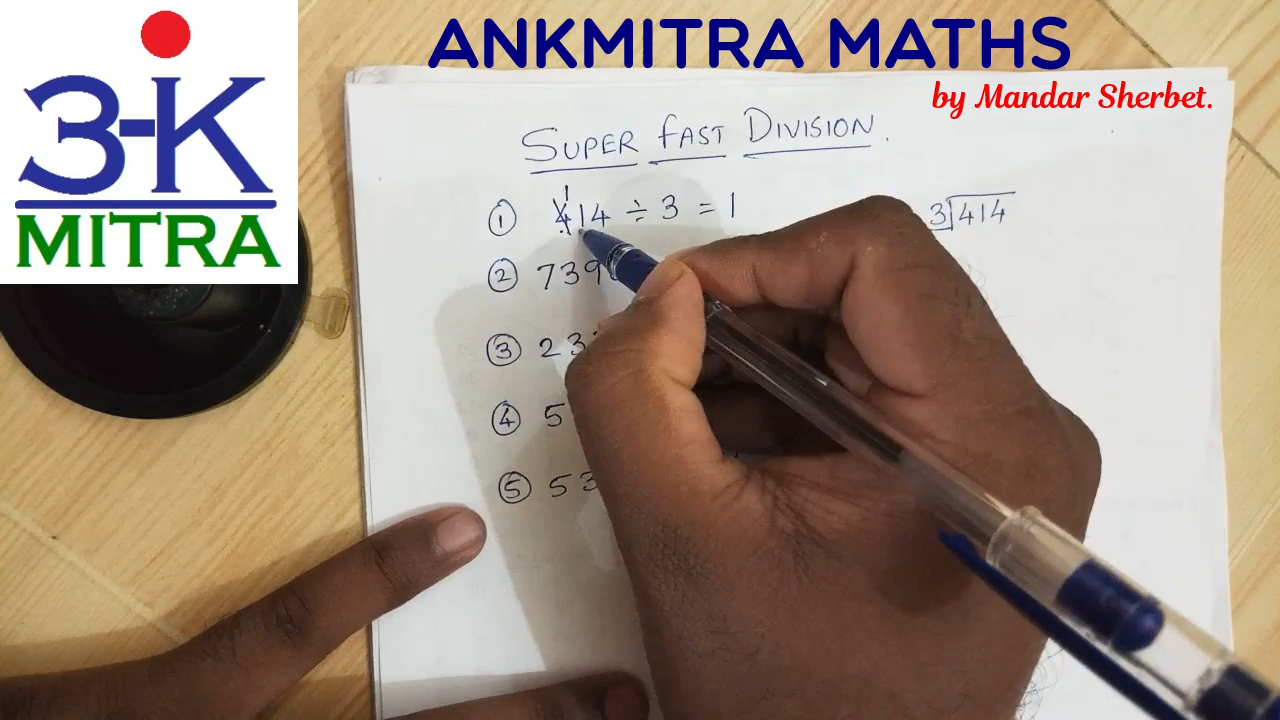 ANKMITRA MATHS
by Mandar Sherbet.
3-K
MITRA
SUPER FAST DIVISION.
① 414 ÷ 3 = 1
1
3 414
② 739
③ 23
④ 5
⑤ 53